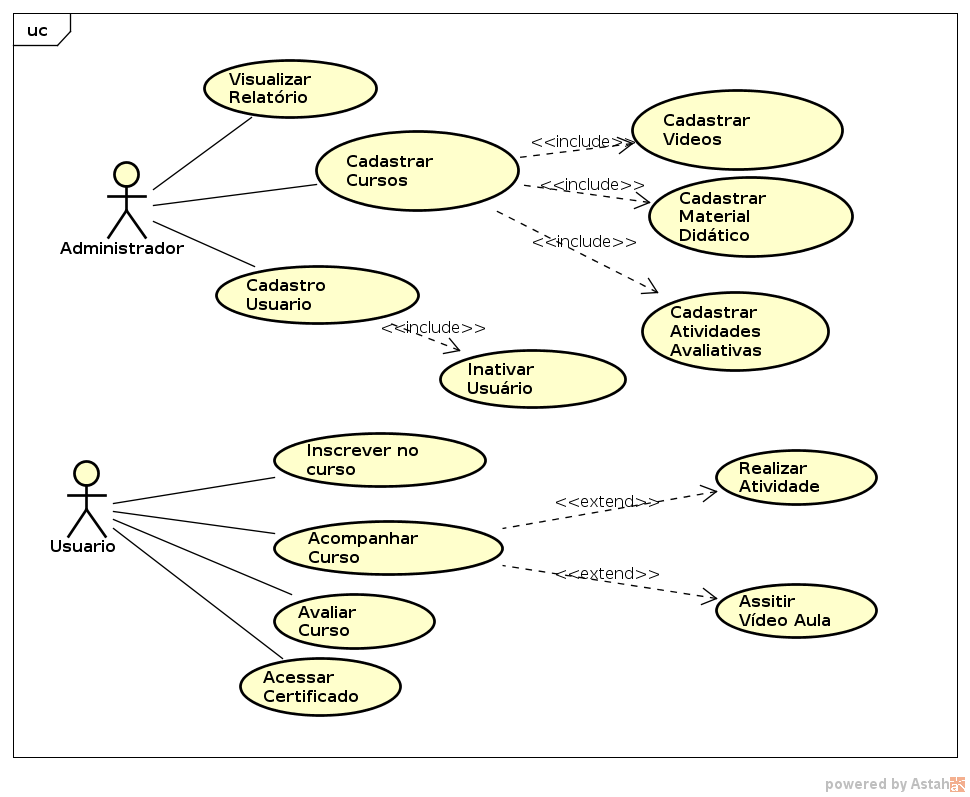 uc
Visualizar
Relatório
Cadastrar
Cursos
<<include>>
Cadastrar
Videos
<<include>>
Cadastrar
Material
Didático
<<include>>
Cadastrar
Atividades
Avaliativas
Administrador
Cadastro
Usuario
<<include>>
Inativar
Usuário
Inscrever no
curso
Realizar
Atividade
<<extend>>
Acompanhar
Curso
Usuario
<<extend>>
Assitir
Vídeo Aula
Avaliar
Curso
Acessar
Certificado
powered by Astah